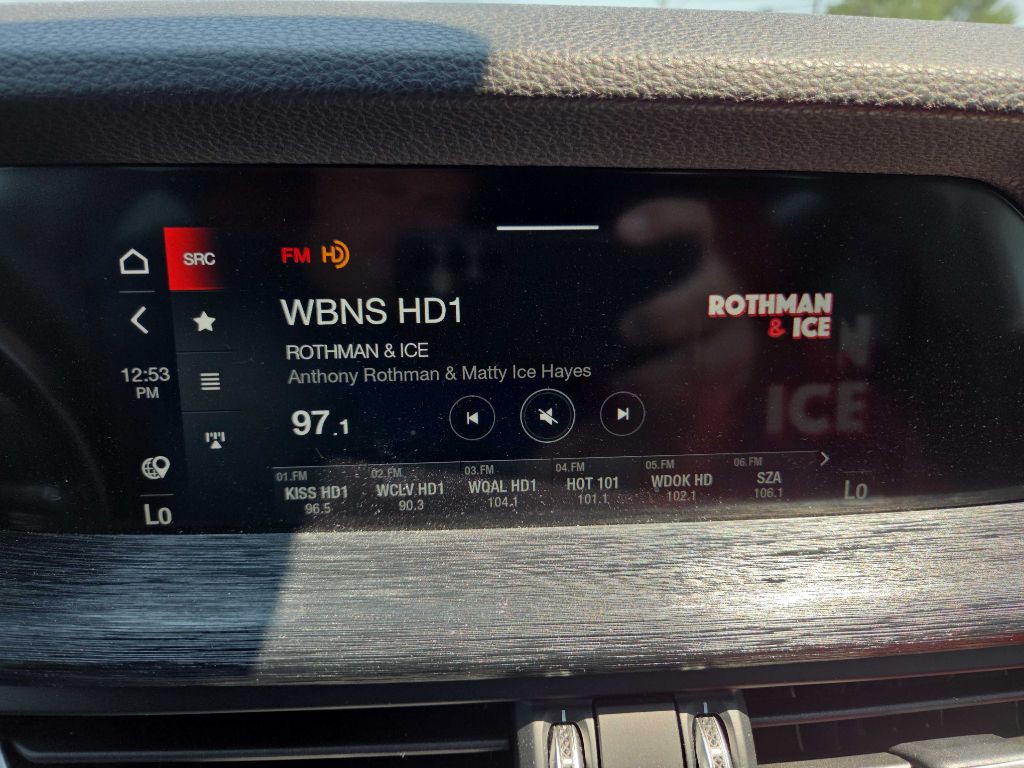 SRC
FM HD
WBNS HD1
ROTHMAN & ICE
Anthony Rothman & Matty Ice Hayes
97.1
ROTHMAN
& ICE
N
ICE
12:53
PM
01.FM 02.FM 03.FM 04.FM 05.FM 06.FM
KISS HD1 WCLV HD1 WQAL HD1 HOT 101 WDOK HD SZA
96.5 90.3 104.1 101.1 102.1 106.1
Lo Lo